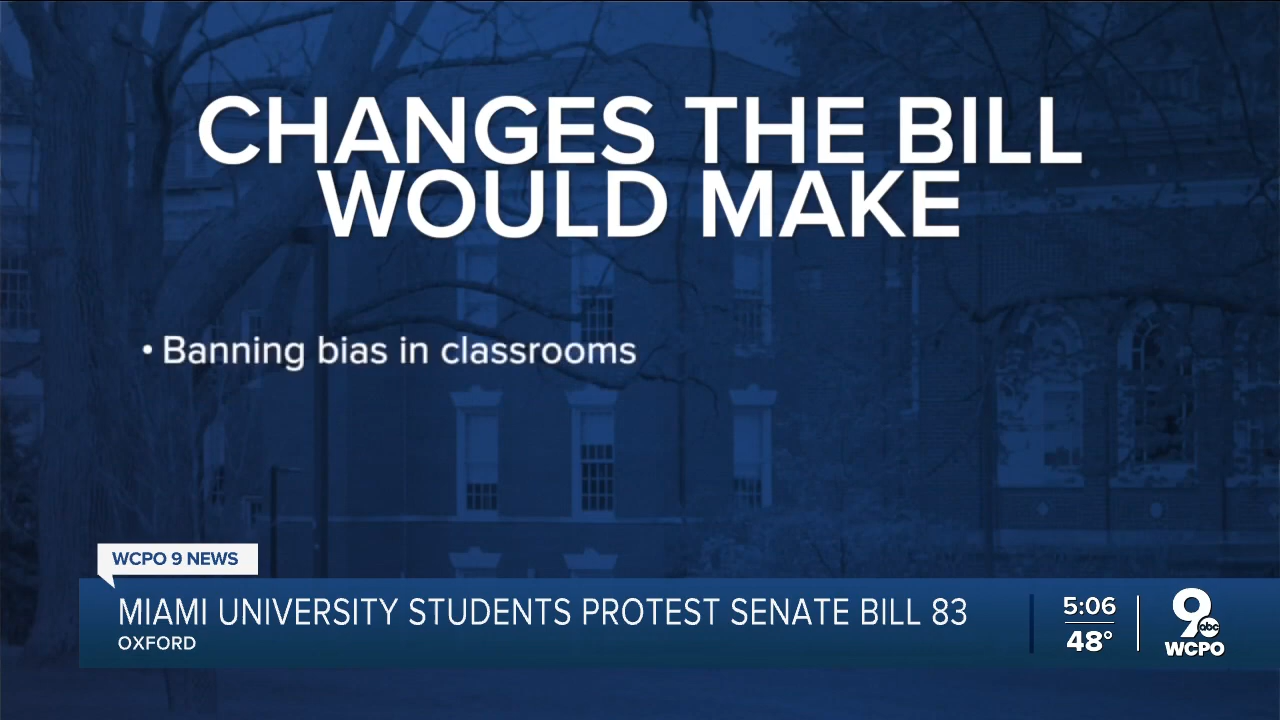 CHANGES THE BILL
WOULD MAKE
• Banning bias in classrooms
WCPO 9 NEWS
MIAMI UNIVERSITY STUDENTS PROTEST SENATE BILL 83
OXFORD
5:06
48°
9
abc
WCPO